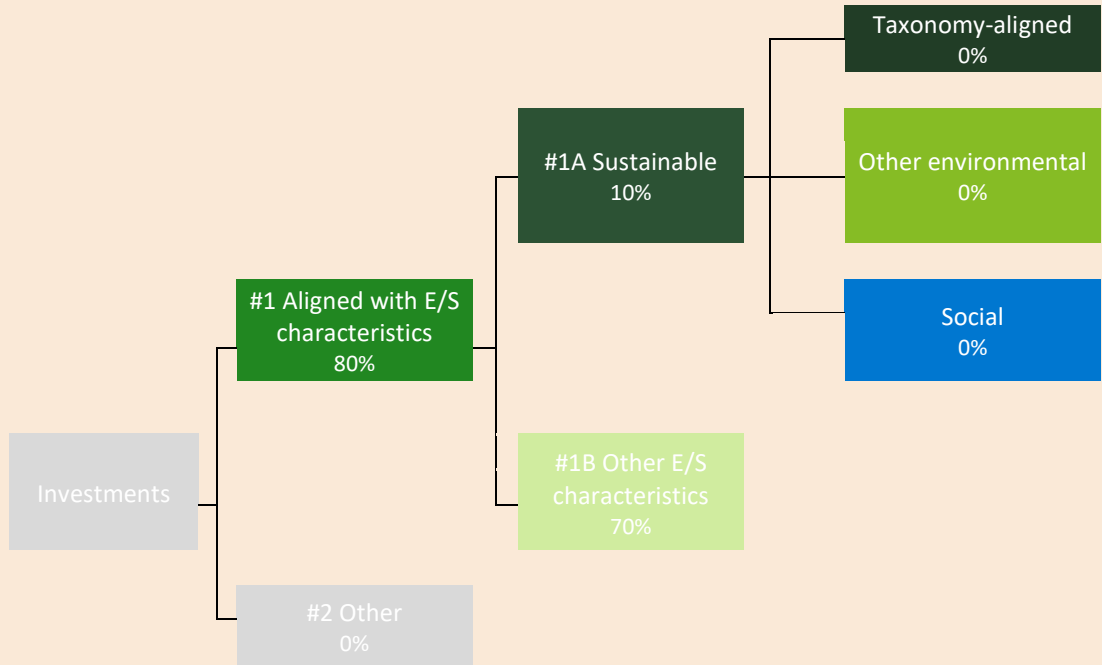 Taxonomy-aligned
0%
#1A Sustainable
10%
Other environmental
0%
#1 Aligned with E/S
characteristics
80%
Social
0%
Investments
#1B Other E/S
characteristics
70%
#2 Other
0%